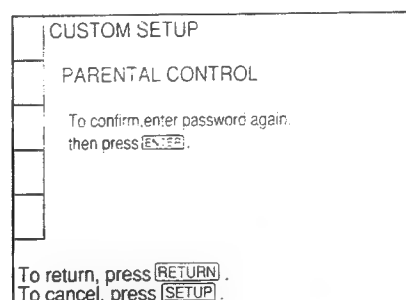 CUSTOM SETUP
PARENTAL CONTROL
To confirm,enter password again,
then press ENTER.
To return, press RETURN.
To cancel, press SETUP.